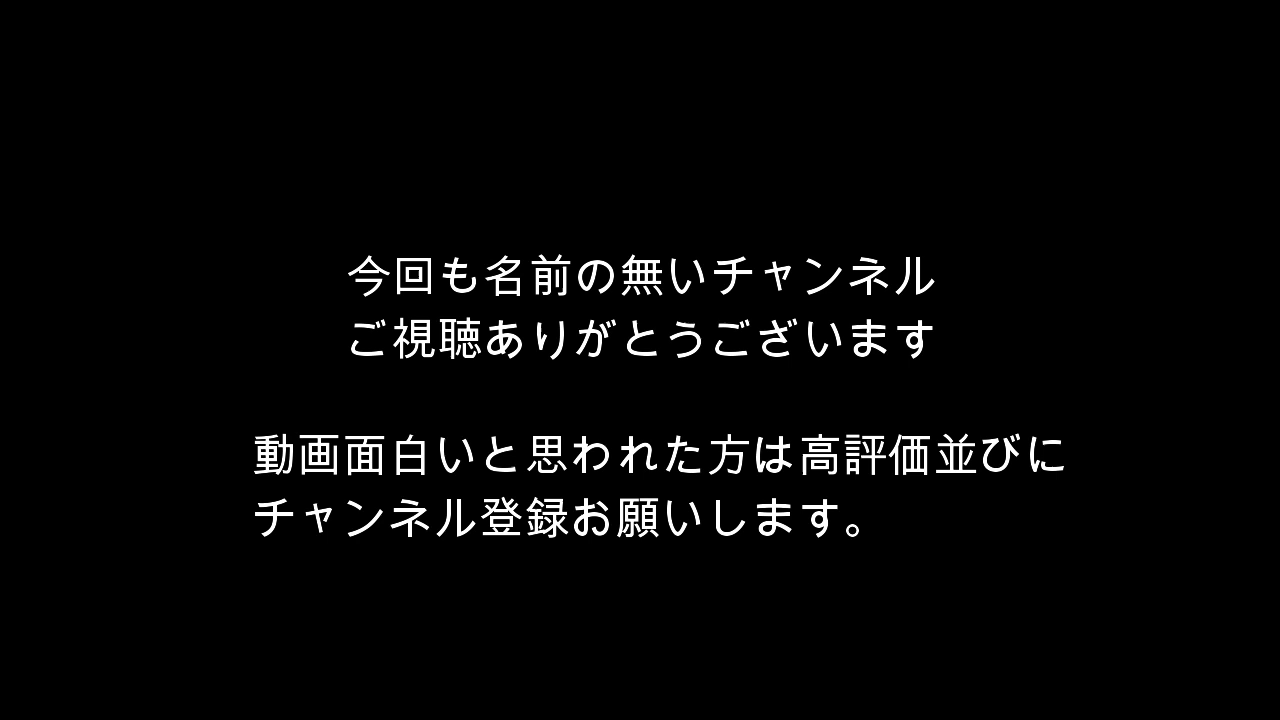 今回も名前の無いチャンネル
ご視聴ありがとうございます
動画面白いと思われた方は高評価並びに
チャンネル登録お願いします。